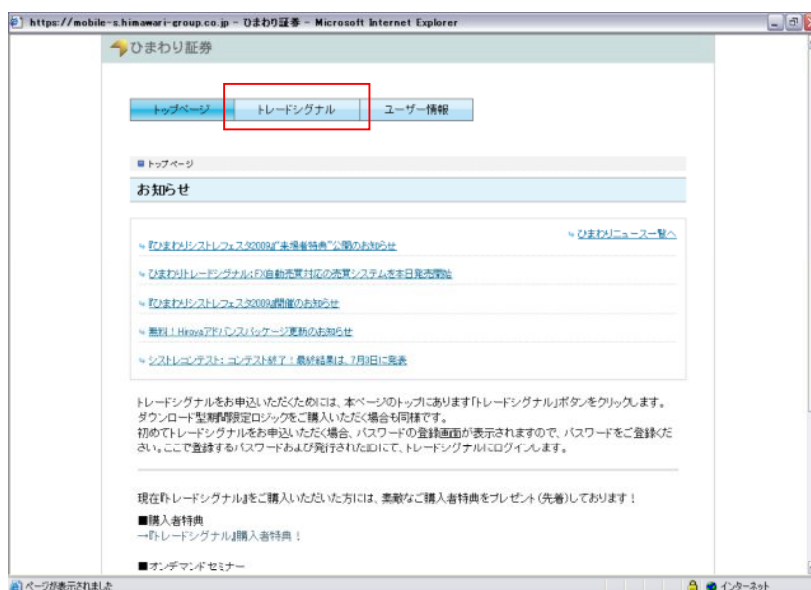 https://mobile-s.himawari-group.co.jp - ひまわり証券 - Microsoft Internet Explorer
ひまわり証券
トップページ
トレードシグナル
ユーザー情報
トップページ
お知らせ
ひまわりニュース一覧へ
『ひまわりシストレフェスタ2009』“来場者特典”公開のお知らせ
ひまわりトレードシグナル:FX自動売買対応の売買システムを本日発売開始
『ひまわりシストレフェスタ2009』開催のお知らせ
無料!Hiroyaアドバンスパッケージ更新のお知らせ
シストレコンテスト: コンテスト終了!最終結果は、7月3日に発表
トレードシグナルをお申込いただくためには、本ページのトップにあります「トレードシグナル」ボタンをクリックします。
ダウンロード型期間限定ロジックをご購入いただく場合も同様です。
初めてトレードシグナルをお申込いただく場合、パスワードの登録画面が表示されますので、パスワードをご登録くだ
さい。ここで登録するパスワードおよび発行されたIDにて、トレードシグナルにログインします。
現在『トレードシグナル』をご購入いただいた方には、素敵なご購入者特典をプレゼント(先着)しております!
■購入者特典
→『トレードシグナル』購入者特典!
■オンデマンドセミナー
ページが表示されました
インターネット